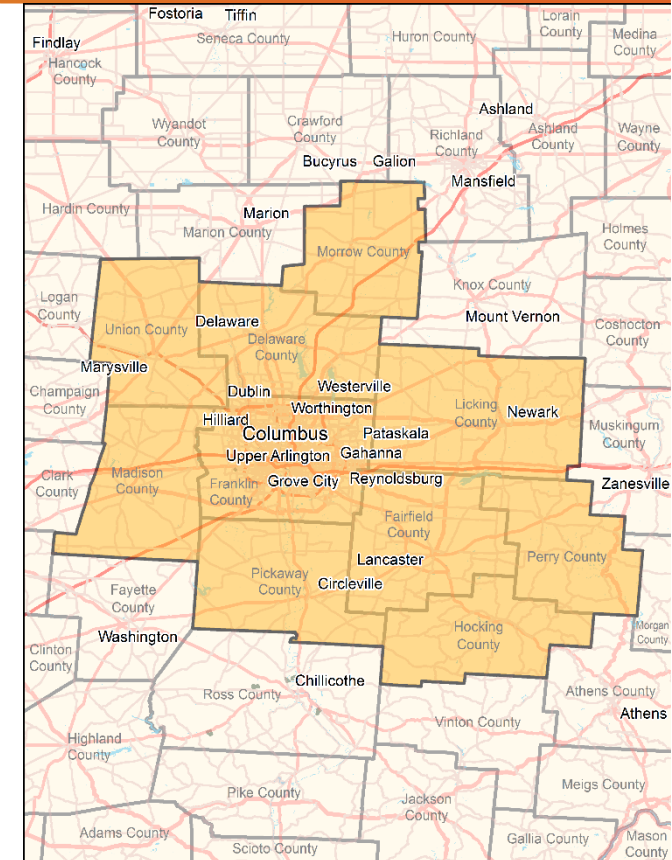 Fostoria
Tiffin
Lorain
County
Medina
County
Seneca County
Huron County
Findlay
Hancock
County
Ashland
Wyandot
County
Crawford
County
Richland
County
Ashland
County
Wayne
County
Bucyrus
Galion
Mansfield
Hardin County
Marion
Marion County
Morrow County
Holmes
County
Logan
County
Knox County
Mount Vernon
Coshocton
County
Union County
Delaware
Delaware
County
Marysville
Champaign
County
Dublin
Westerville
Worthington
Licking
County
Newark
Hilliard
Columbus
Pataskala
Muskingum
County
Upper Arlington
Gahanna
Clark
County
Madison
County
Franklin
County
Grove City
Reynoldsburg
Zanesville
Fairfield
County
Lancaster
Perry County
Pickaway
County
Circleville
Fayette
County
Washington
Hocking
County
Morgan
County
Clinton
County
Chillicothe
Ross County
Athens County
Athens
Vinton County
Highland
County
Pike County
Jackson
County
Meigs County
Adams County
Scioto County
Gallia County
Mason
County